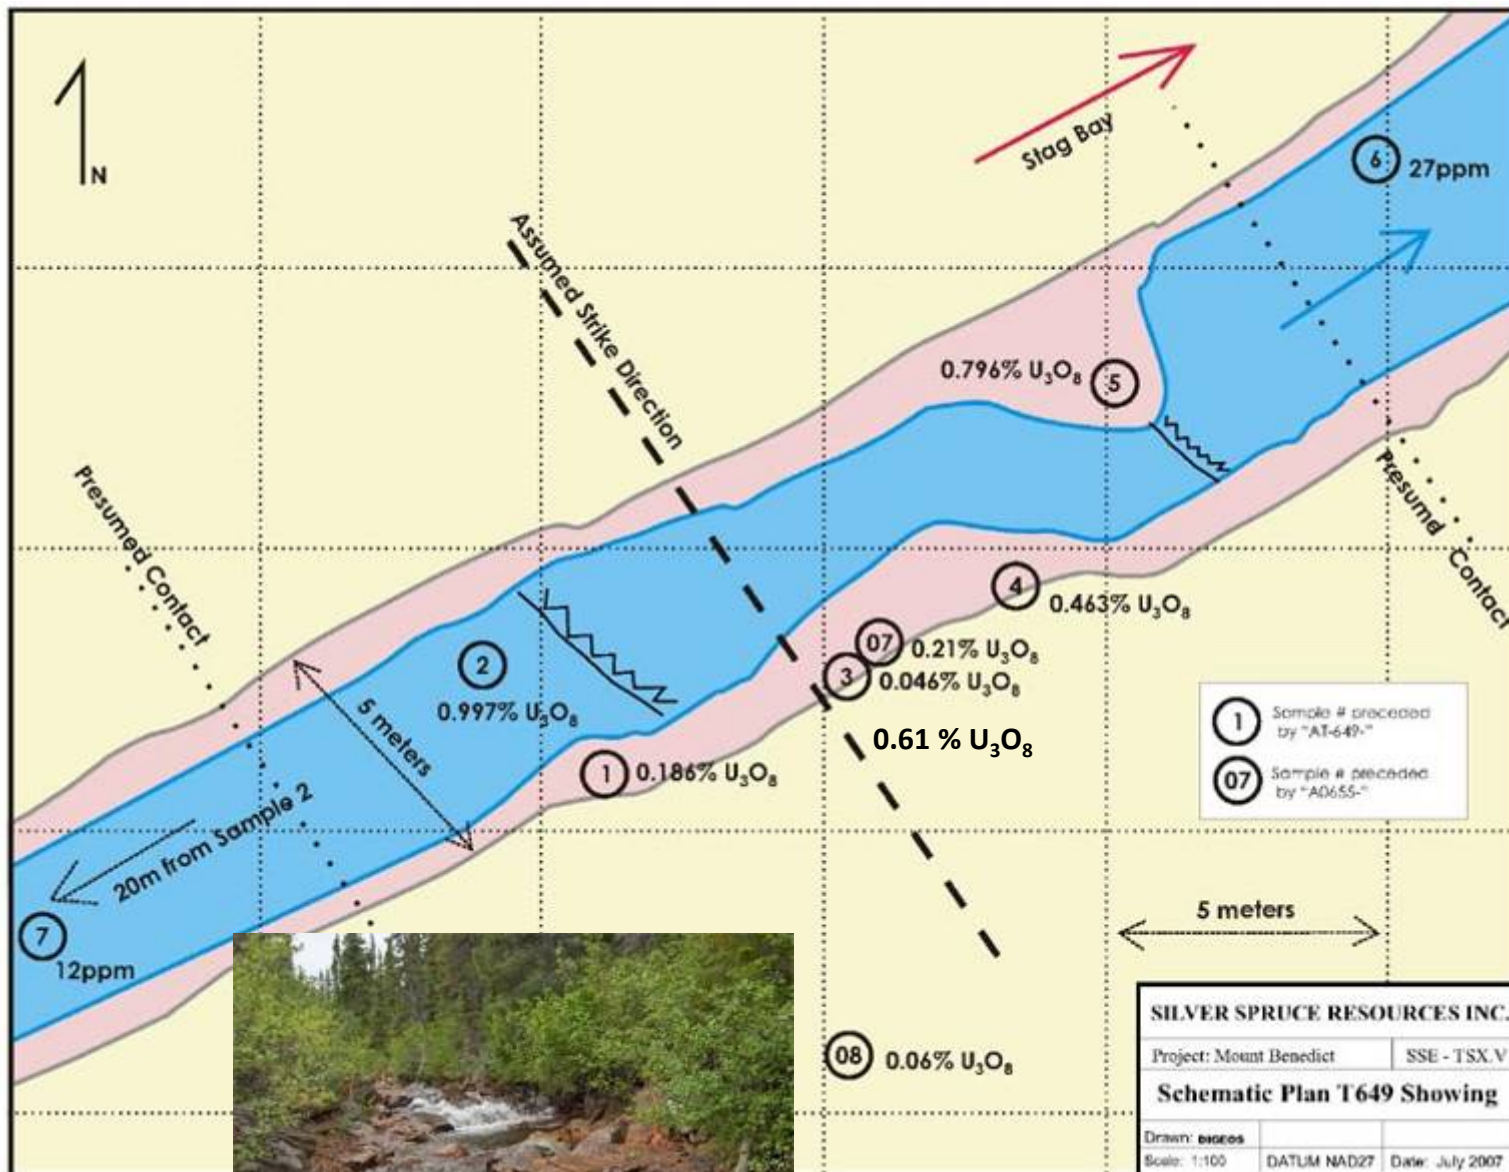 N
Stag Bay
6 27ppm
Assumed Strike Direction
0.796% U₃O₈ 5
Presumed Contact
Presumd Contact
4 0.463% U₃O₈
07 0.21% U₃O₈
3 0.046% U₃O₈
2
0.997% U₃O₈
5 meters
0.61 % U₃O₈
1 0.186% U₃O₈
1 Sample # preceded
by "AT-649-"
07 Sample # preceded
by "A0655-"
20m from Sample 2
7
12ppm
5 meters
08 0.06% U₃O₈
SILVER SPRUCE RESOURCES INC.
Project: Mount Benedict SSE - TSX.V
Schematic Plan T649 Showing
Drawn: DIGEOS
Scale: 1:100 DATUM NAD27 Date: July 2007